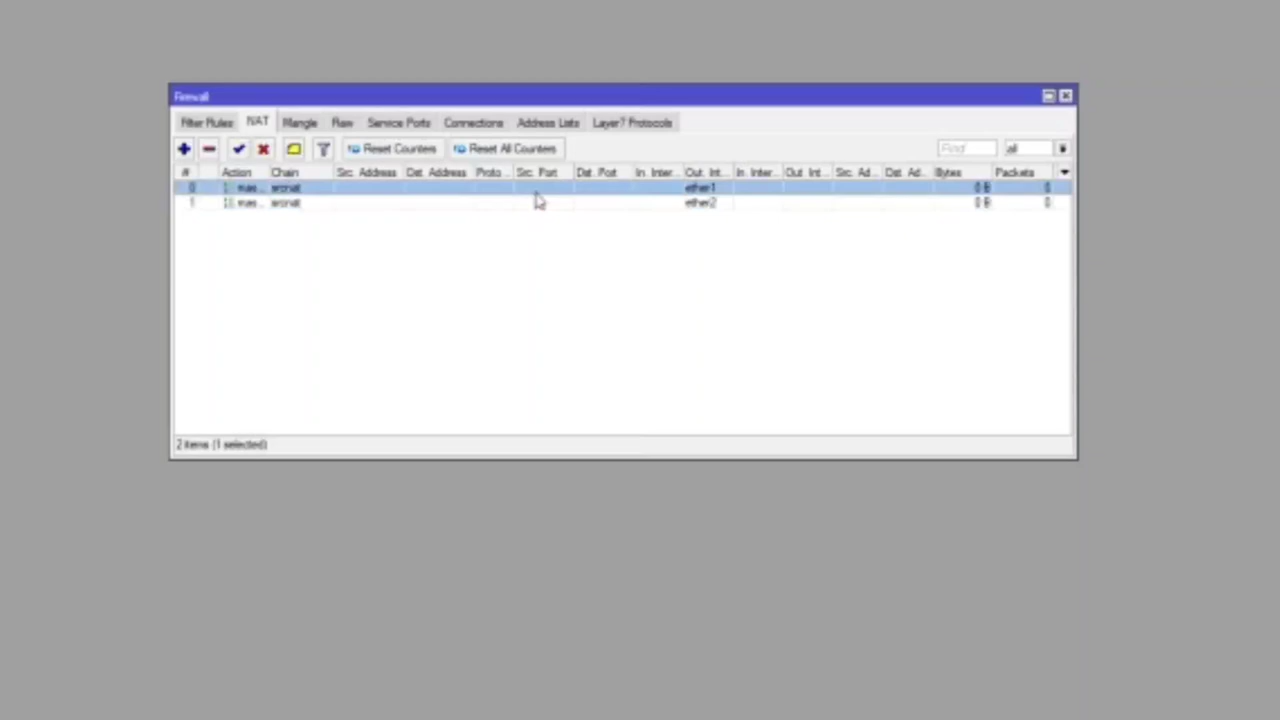 Firewall
Filter Rules NAT Mangle Raw Service Ports Connections Address Lists Layer7 Protocols
Reset Counters Reset All Counters Find all
# Action Chain Src. Address Dst. Address Proto... Src. Port Dst. Port In. Inter... Out. Int... In. Inter... Out. Int... Src. Ad... Dst. Ad... Bytes Packets
0 mas... srcnat ether1 0 B 0
1 mas... srcnat ether2 0 B 0
2 items (1 selected)